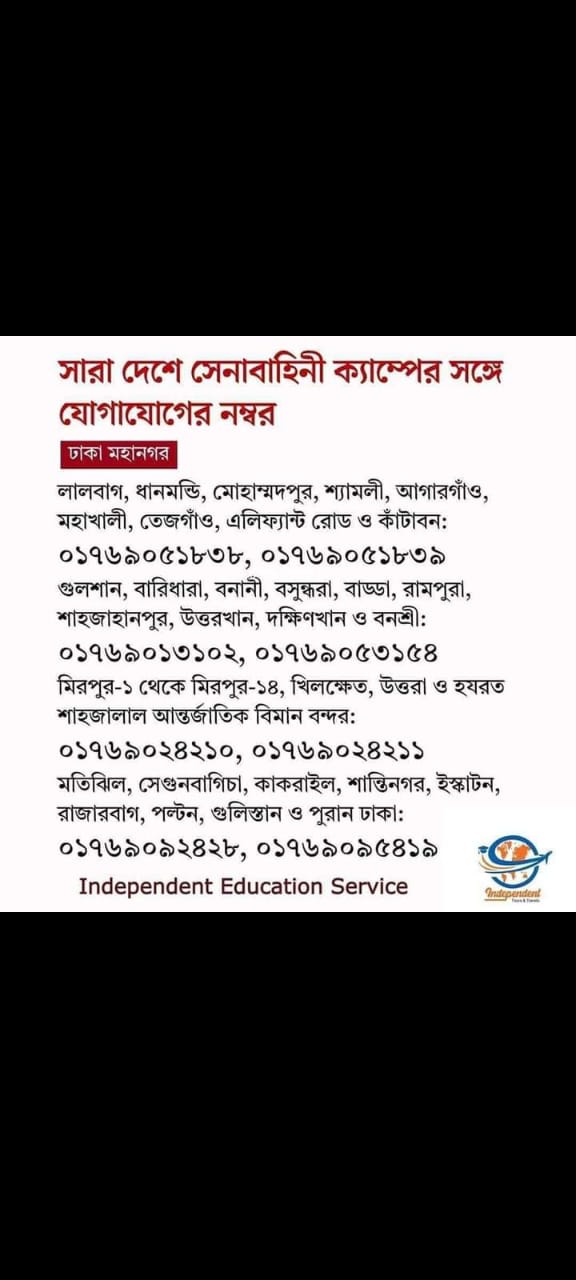 সারা দেশে সেনাবাহিনী ক্যাম্পের সঙ্গে
যোগাযোগের নম্বর
ঢাকা মহানগর
লালবাগ, ধানমন্ডি, মোহাম্মদপুর, শ্যামলী, আগারগাঁও,
মহাখালী, তেজগাঁও, এলিফ্যান্ট রোড ও কাঁটাবন:
০১৭৬৯০৫১৮৩৮, ০১৭৬৯০৫১৮৩৯
গুলশান, বারিধারা, বনানী, বসুন্ধরা, বাড্ডা, রামপুরা,
শাহজাহানপুর, উত্তরখান, দক্ষিণখান ও বনশ্রী:
০১৭৬৯০১৩১০২, ০১৭৬৯০৫৩১৫৪
মিরপুর-১ থেকে মিরপুর-১৪, খিলক্ষেত, উত্তরা ও হযরত
শাহজালাল আন্তর্জাতিক বিমান বন্দর:
০১৭৬৯০২৪২১০, ০১৭৬৯০২৪২১১
মতিঝিল, সেগুনবাগিচা, কাকরাইল, শান্তিনগর, ইস্কাটন,
রাজারবাগ, পল্টন, গুলিস্তান ও পুরান ঢাকা:
০১৭৬৯০৯২৪২৮, ০১৭৬৯০৯৫৪১৯
Independent Education Service
Independent
Tours & Travels